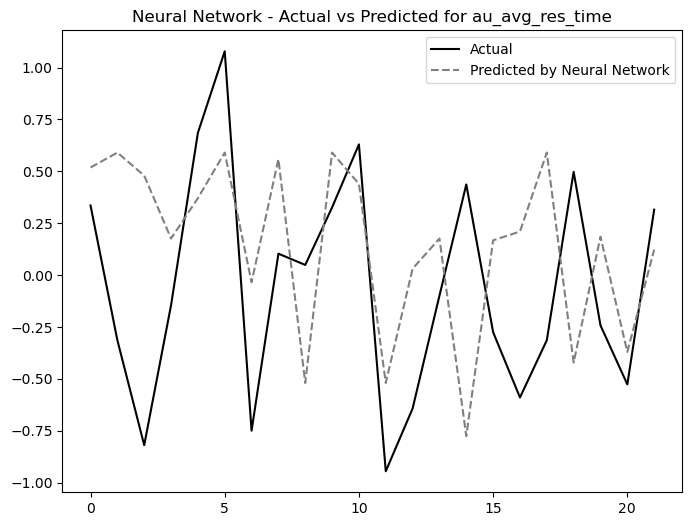 Neural Network - Actual vs Predicted for au_avg_res_time
Actual
Predicted by Neural Network
1.00
0.75
0.50
0.25
0.00
−0.25
−0.50
−0.75
−1.00
0 5 10 15 20